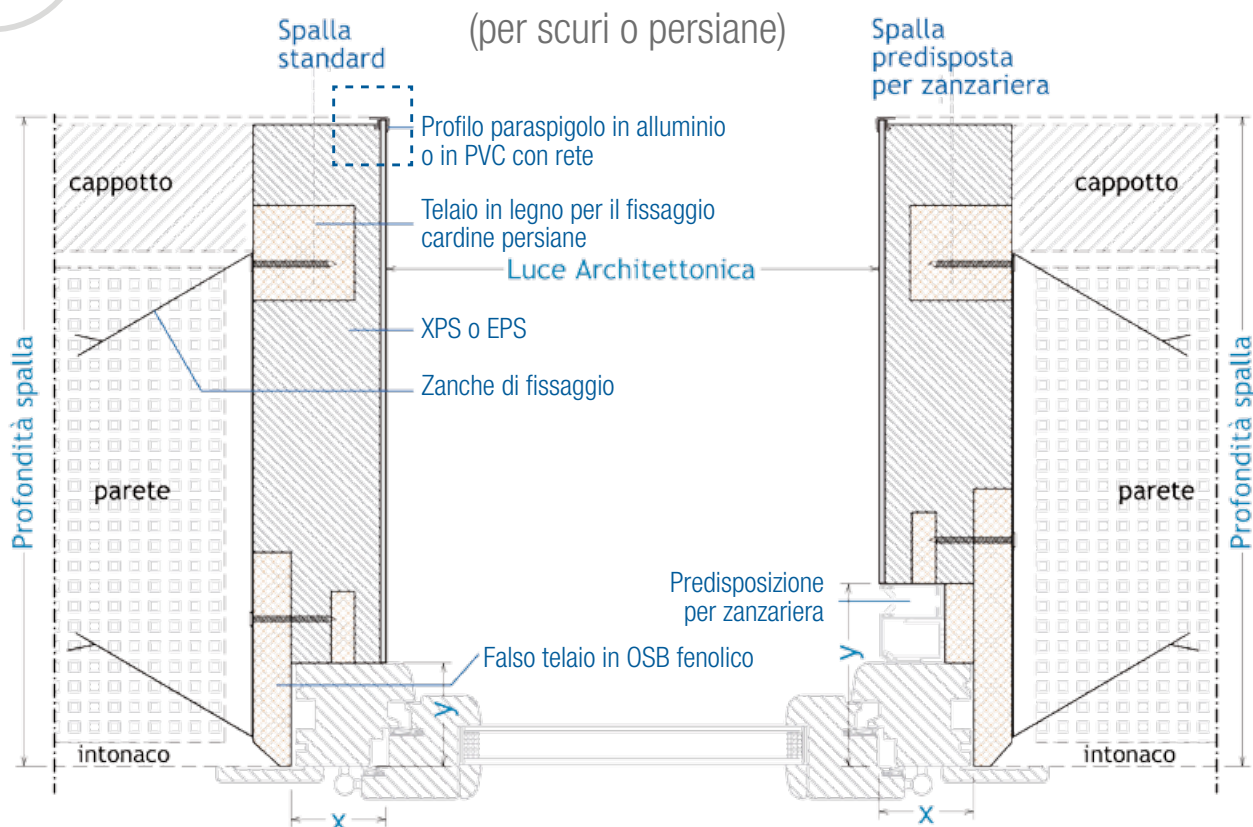 (per scuri o persiane)
Spalla
standard
Spalla
predisposta
per zanzariera
Profilo paraspigolo in alluminio
o in PVC con rete
cappotto
cappotto
Telaio in legno per il fissaggio
cardine persiane
Luce Architettonica
XPS o EPS
Zanche di fissaggio
Profondità spalla
Profondità spalla
parete
parete
Predisposizione
per zanzariera
Falso telaio in OSB fenolico
y
y
intonaco
intonaco
x
x